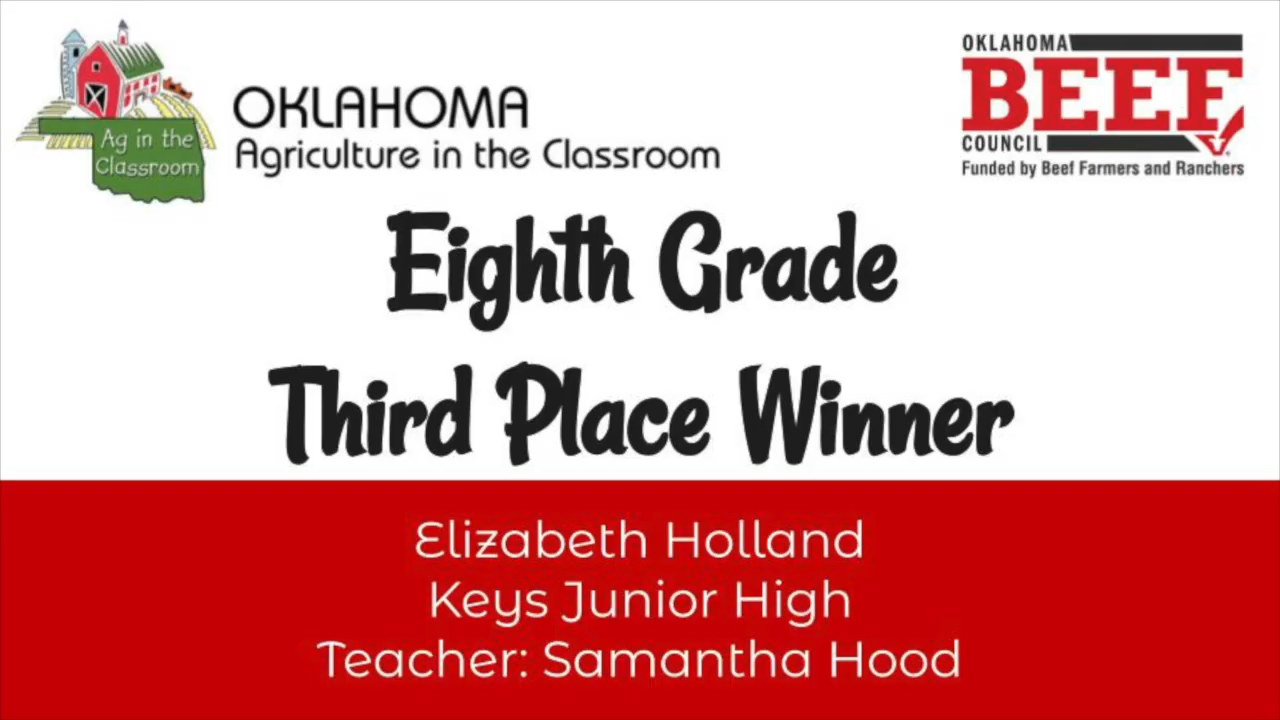 Ag in the
Classroom
OKLAHOMA
Agriculture in the Classroom
OKLAHOMA
BEEF
COUNCIL
Funded by Beef Farmers and Ranchers
Eighth Grade
Third Place Winner
Elizabeth Holland
Keys Junior High
Teacher: Samantha Hood